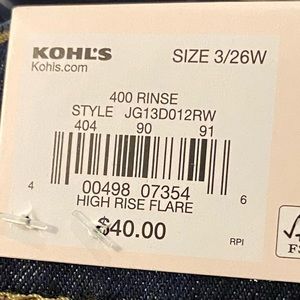 KOHL'S SIZE 3/26W
Kohls.com
400 RINSE
STYLE JG13D012RW
404 90 91
4 00498 07354 6
HIGH RISE FLARE
$40.00
RPI
FS